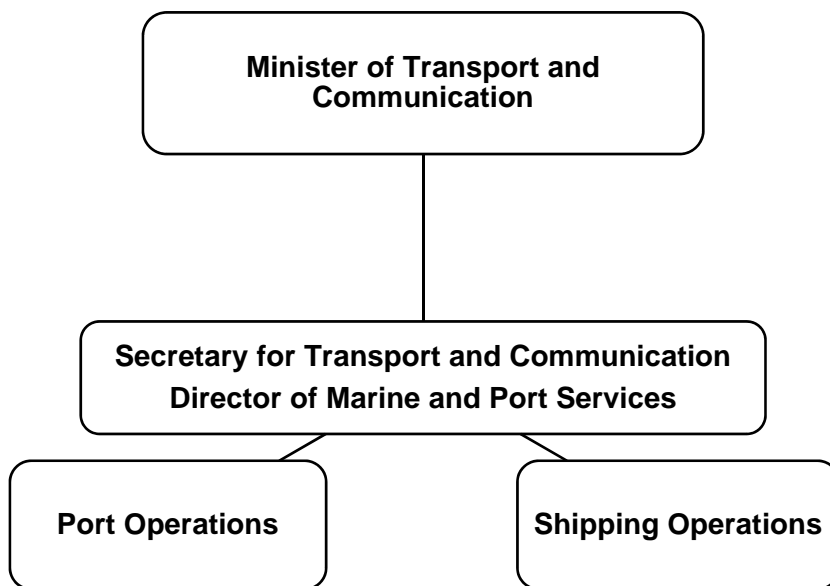 Minister of Transport and
Communication
Secretary for Transport and Communication
Director of Marine and Port Services
Port Operations
Shipping Operations